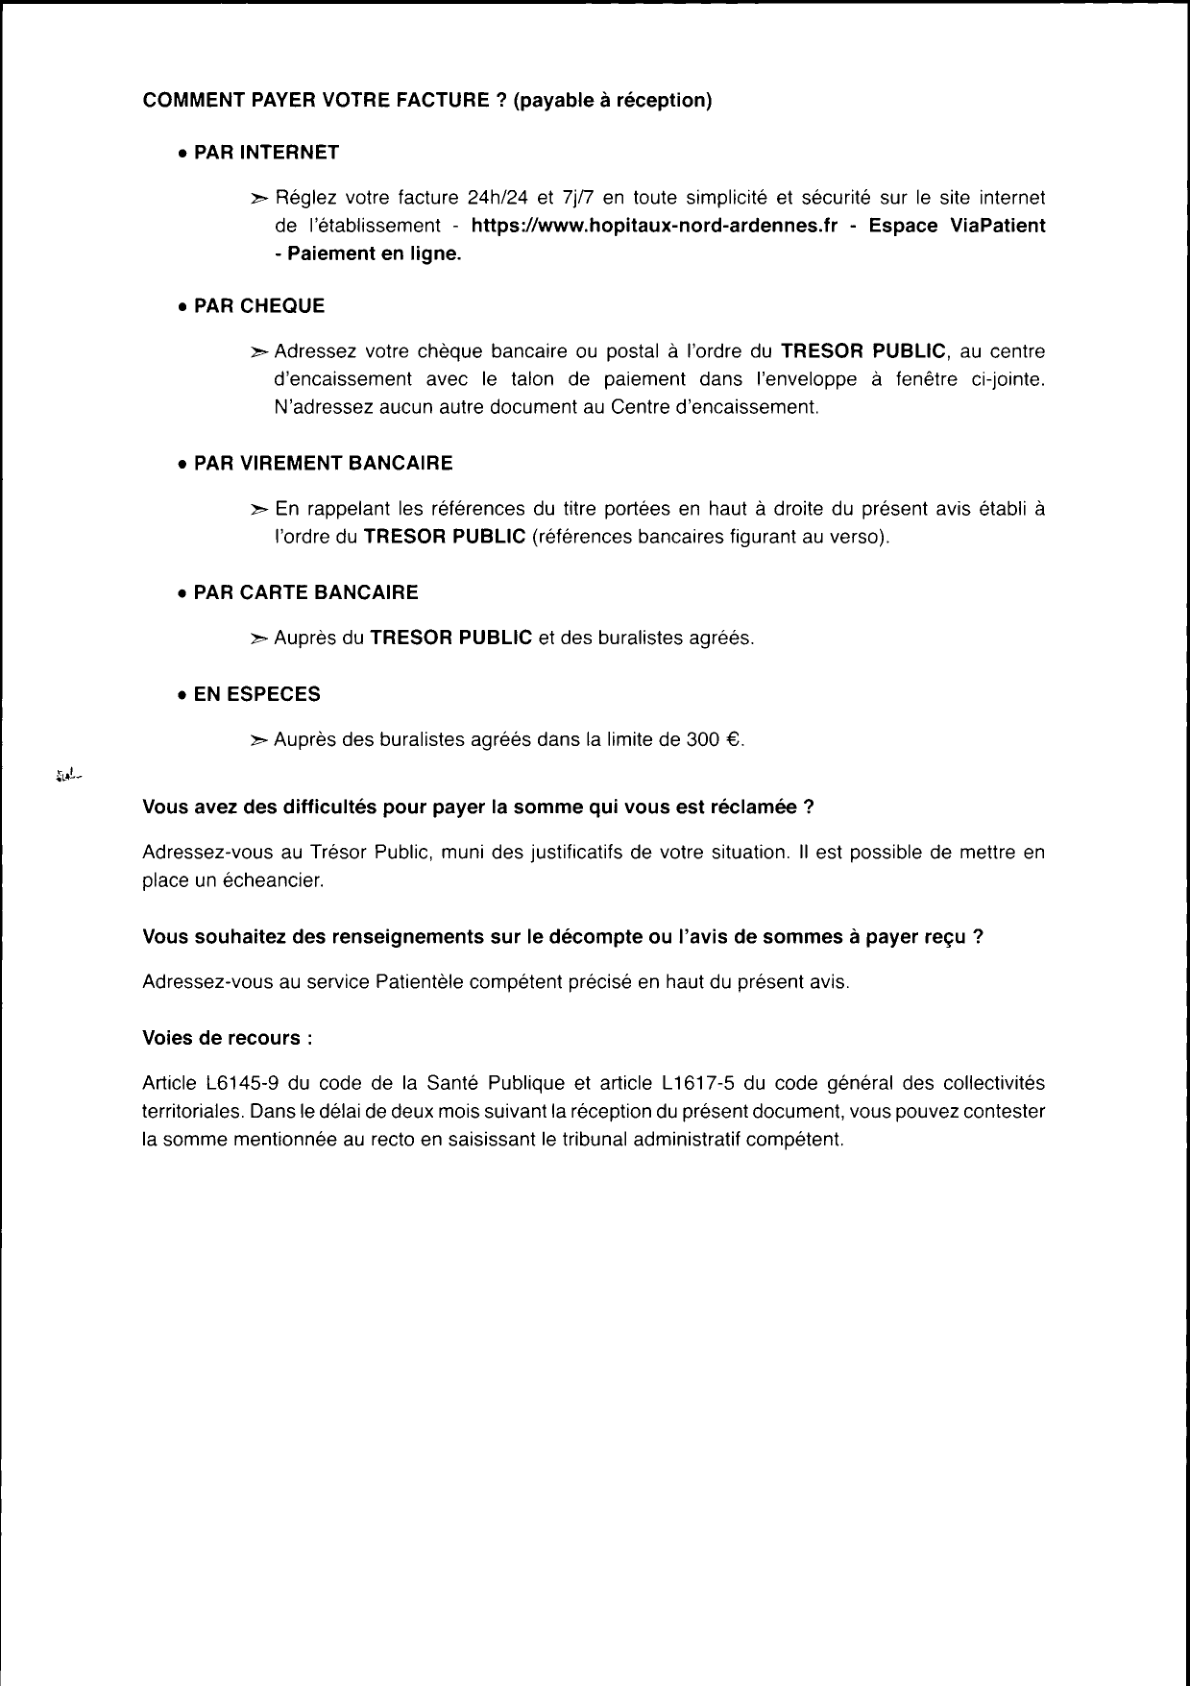 COMMENT PAYER VOTRE FACTURE ? (payable à réception)
• PAR INTERNET
➢ Réglez votre facture 24h/24 et 7j/7 en toute simplicité et sécurité sur le site internet
de l'établissement - https://www.hopitaux-nord-ardennes.fr - Espace ViaPatient
- Paiement en ligne.
• PAR CHEQUE
➢ Adressez votre chèque bancaire ou postal à l'ordre du TRESOR PUBLIC, au centre
d'encaissement avec le talon de paiement dans l'enveloppe à fenêtre ci-jointe.
N'adressez aucun autre document au Centre d'encaissement.
• PAR VIREMENT BANCAIRE
➢ En rappelant les références du titre portées en haut à droite du présent avis établi à
l'ordre du TRESOR PUBLIC (références bancaires figurant au verso).
• PAR CARTE BANCAIRE
➢ Auprès du TRESOR PUBLIC et des buralistes agréés.
• EN ESPECES
➢ Auprès des buralistes agréés dans la limite de 300 €.
Vous avez des difficultés pour payer la somme qui vous est réclamée ?
Adressez-vous au Trésor Public, muni des justificatifs de votre situation. Il est possible de mettre en
place un écheancier.
Vous souhaitez des renseignements sur le décompte ou l'avis de sommes à payer reçu ?
Adressez-vous au service Patientèle compétent précisé en haut du présent avis.
Voies de recours :
Article L6145-9 du code de la Santé Publique et article L1617-5 du code général des collectivités
territoriales. Dans le délai de deux mois suivant la réception du présent document, vous pouvez contester
la somme mentionnée au recto en saisissant le tribunal administratif compétent.